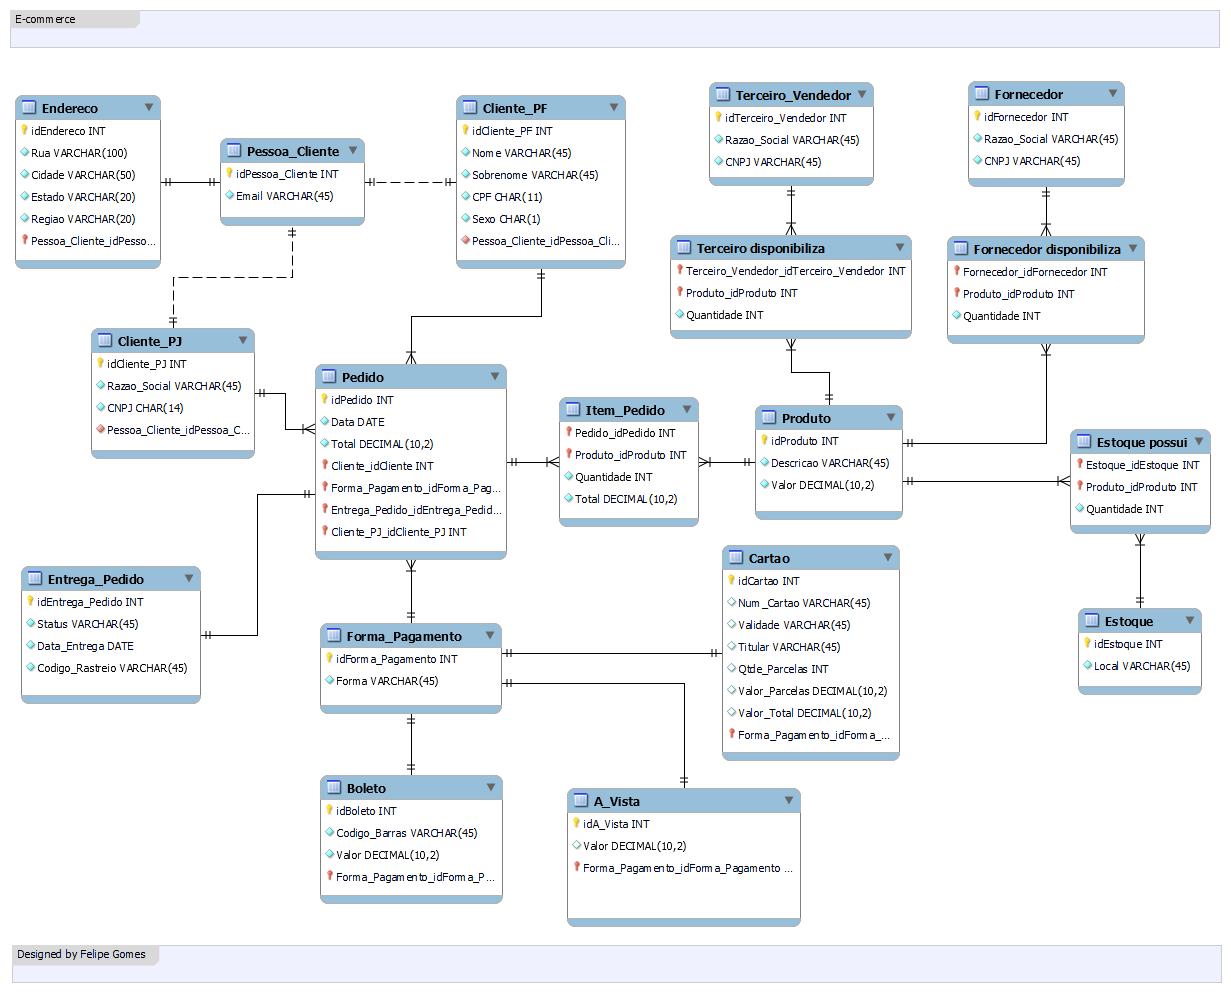 E-commerce
Endereco
idEndereco INT
Rua VARCHAR(100)
Cidade VARCHAR(50)
Estado VARCHAR(20)
Regiao VARCHAR(20)
Pessoa_Cliente_idPesso...
Pessoa_Cliente
idPessoa_Cliente INT
Email VARCHAR(45)
Cliente_PF
idCliente_PF INT
Nome VARCHAR(45)
Sobrenome VARCHAR(45)
CPF CHAR(11)
Sexo CHAR(1)
Pessoa_Cliente_idPessoa_Cli...
Terceiro_Vendedor
idTerceiro_Vendedor INT
Razao_Social VARCHAR(45)
CNPJ VARCHAR(45)
Fornecedor
idFornecedor INT
Razao_Social VARCHAR(45)
CNPJ VARCHAR(45)
Terceiro disponibiliza
Terceiro_Vendedor_idTerceiro_Vendedor INT
Produto_idProduto INT
Quantidade INT
Fornecedor disponibiliza
Fornecedor_idFornecedor INT
Produto_idProduto INT
Quantidade INT
Cliente_PJ
idCliente_PJ INT
Razao_Social VARCHAR(45)
CNPJ CHAR(14)
Pessoa_Cliente_idPessoa_C...
Pedido
idPedido INT
Data DATE
Total DECIMAL(10,2)
Cliente_idCliente INT
Forma_Pagamento_idForma_Pag...
Entrega_Pedido_idEntrega_Pedid...
Cliente_PJ_idCliente_PJ INT
Item_Pedido
Pedido_idPedido INT
Produto_idProduto INT
Quantidade INT
Total DECIMAL(10,2)
Produto
idProduto INT
Descricao VARCHAR(45)
Valor DECIMAL(10,2)
Estoque possui
Estoque_idEstoque INT
Produto_idProduto INT
Quantidade INT
Entrega_Pedido
idEntrega_Pedido INT
Status VARCHAR(45)
Data_Entrega DATE
Codigo_Rastreio VARCHAR(45)
Forma_Pagamento
idForma_Pagamento INT
Forma VARCHAR(45)
Cartao
idCartao INT
Num_Cartao VARCHAR(45)
Validade VARCHAR(45)
Titular VARCHAR(45)
Qtde_Parcelas INT
Valor_Parcelas DECIMAL(10,2)
Valor_Total DECIMAL(10,2)
Forma_Pagamento_idForma_...
Estoque
idEstoque INT
Local VARCHAR(45)
Boleto
idBoleto INT
Codigo_Barras VARCHAR(45)
Valor DECIMAL(10,2)
Forma_Pagamento_idForma_P...
A_Vista
idA_Vista INT
Valor DECIMAL(10,2)
Forma_Pagamento_idForma_Pagamento ...
Designed by Felipe Gomes